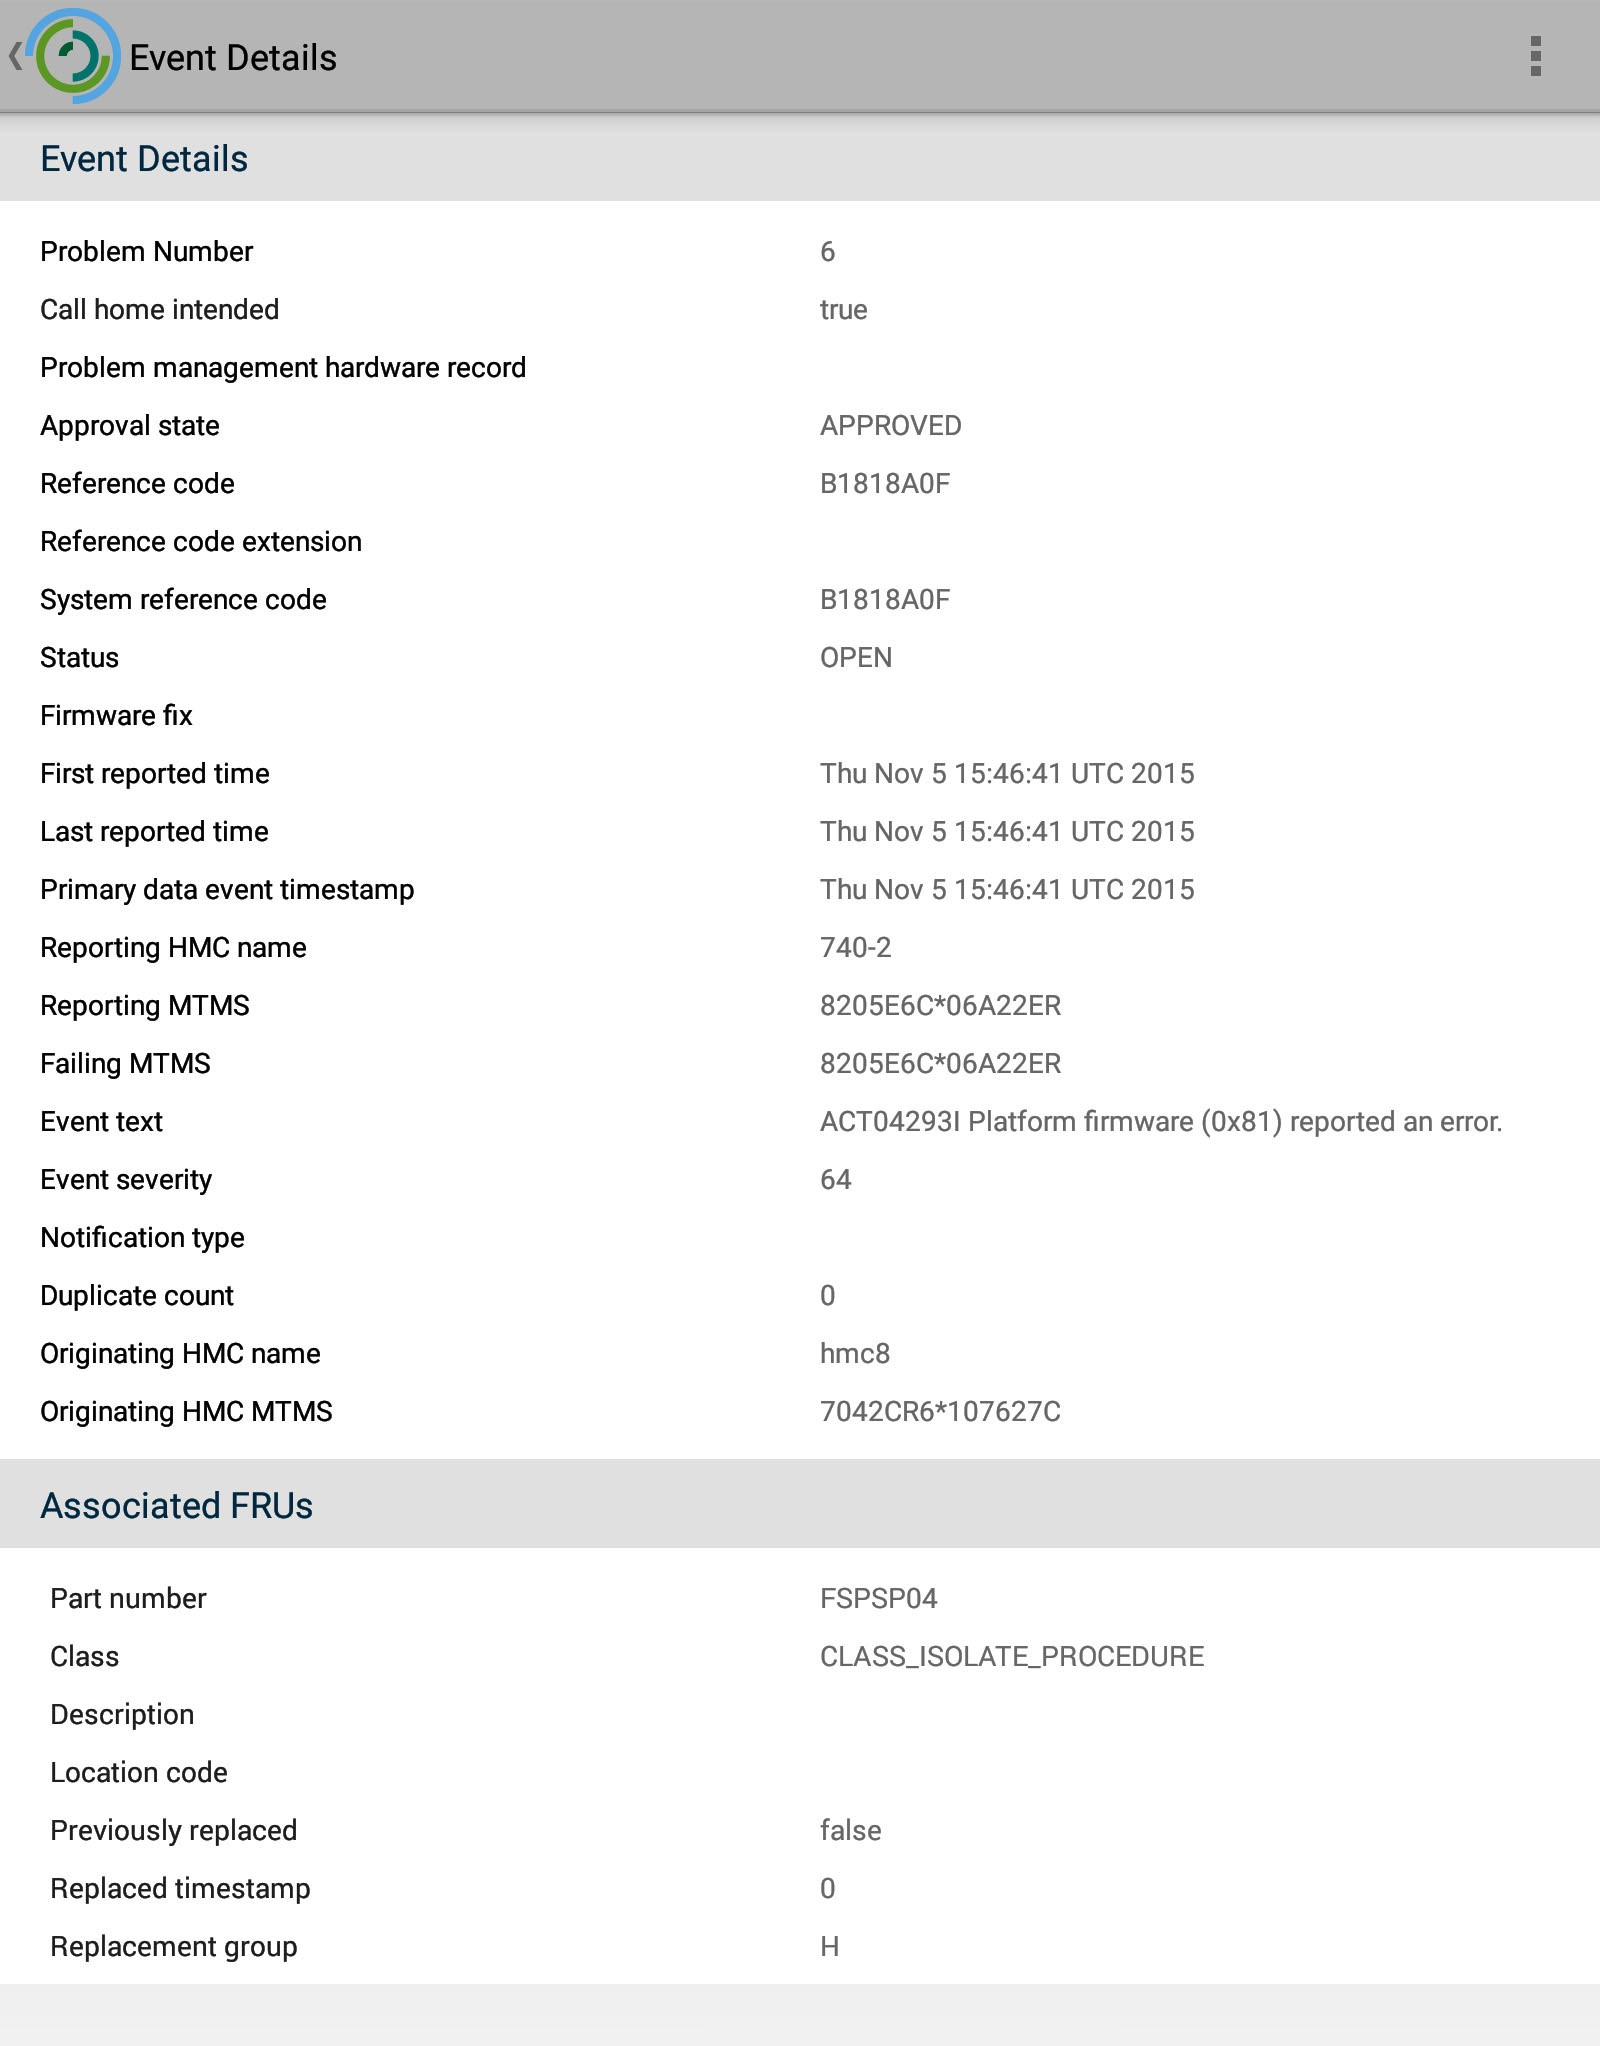 Event Details
Event Details
Problem Number 6
Call home intended true
Problem management hardware record
Approval state APPROVED
Reference code B1818A0F
Reference code extension
System reference code B1818A0F
Status OPEN
Firmware fix
First reported time Thu Nov 5 15:46:41 UTC 2015
Last reported time Thu Nov 5 15:46:41 UTC 2015
Primary data event timestamp Thu Nov 5 15:46:41 UTC 2015
Reporting HMC name 740-2
Reporting MTMS 8205E6C*06A22ER
Failing MTMS 8205E6C*06A22ER
Event text ACT04293I Platform firmware (0x81) reported an error.
Event severity 64
Notification type
Duplicate count 0
Originating HMC name hmc8
Originating HMC MTMS 7042CR6*107627C
Associated FRUs
Part number FSPSP04
Class CLASS_ISOLATE_PROCEDURE
Description
Location code
Previously replaced false
Replaced timestamp 0
Replacement group H